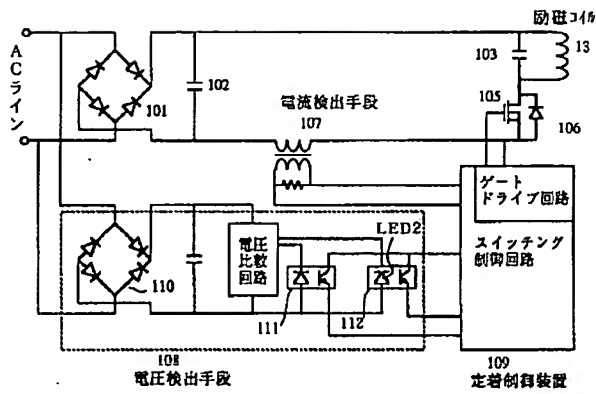 励磁コイル
13
103
ACライン
101
102
電流検出手段
107
105
106
ゲート
ドライブ回路
スイッチング
制御回路
LED2
電圧
比較
回路
110
111
112
108
電圧検出手段
109
定着制御装置